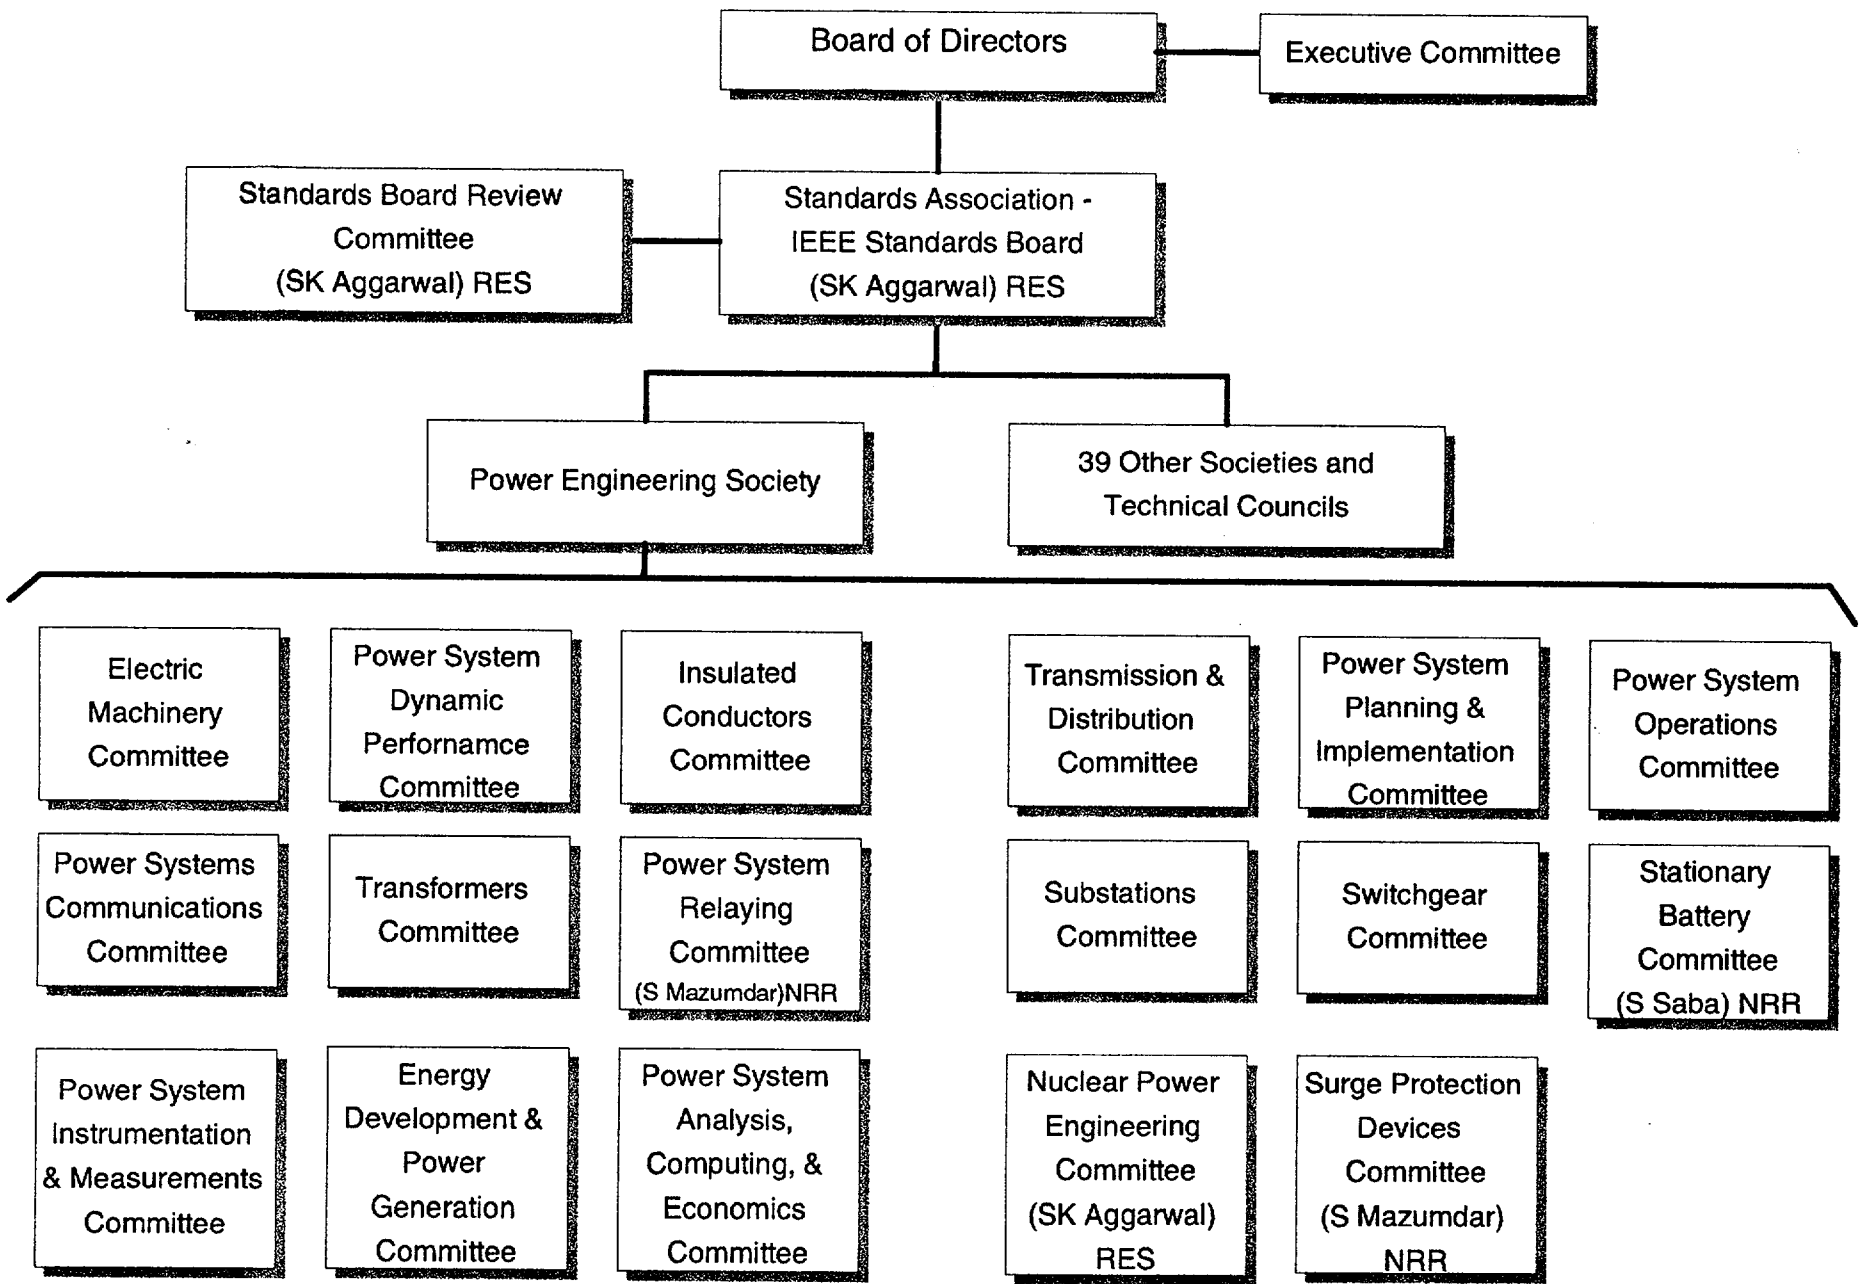 Board of Directors
Executive Committee
Standards Board Review
Committee
(SK Aggarwal) RES
Standards Association -
IEEE Standards Board
(SK Aggarwal) RES
Power Engineering Society
39 Other Societies and
Technical Councils
Electric
Machinery
Committee
Power System
Dynamic
Perfornamce
Committee
Insulated
Conductors
Committee
Transmission &
Distribution
Committee
Power System
Planning &
Implementation
Committee
Power System
Operations
Committee
Power Systems
Communications
Committee
Transformers
Committee
Power System
Relaying
Committee
(S Mazumdar)NRR
Substations
Committee
Switchgear
Committee
Stationary
Battery
Committee
(S Saba) NRR
Power System
Instrumentation
& Measurements
Committee
Energy
Development &
Power
Generation
Committee
Power System
Analysis,
Computing, &
Economics
Committee
Nuclear Power
Engineering
Committee
(SK Aggarwal)
RES
Surge Protection
Devices
Committee
(S Mazumdar)
NRR